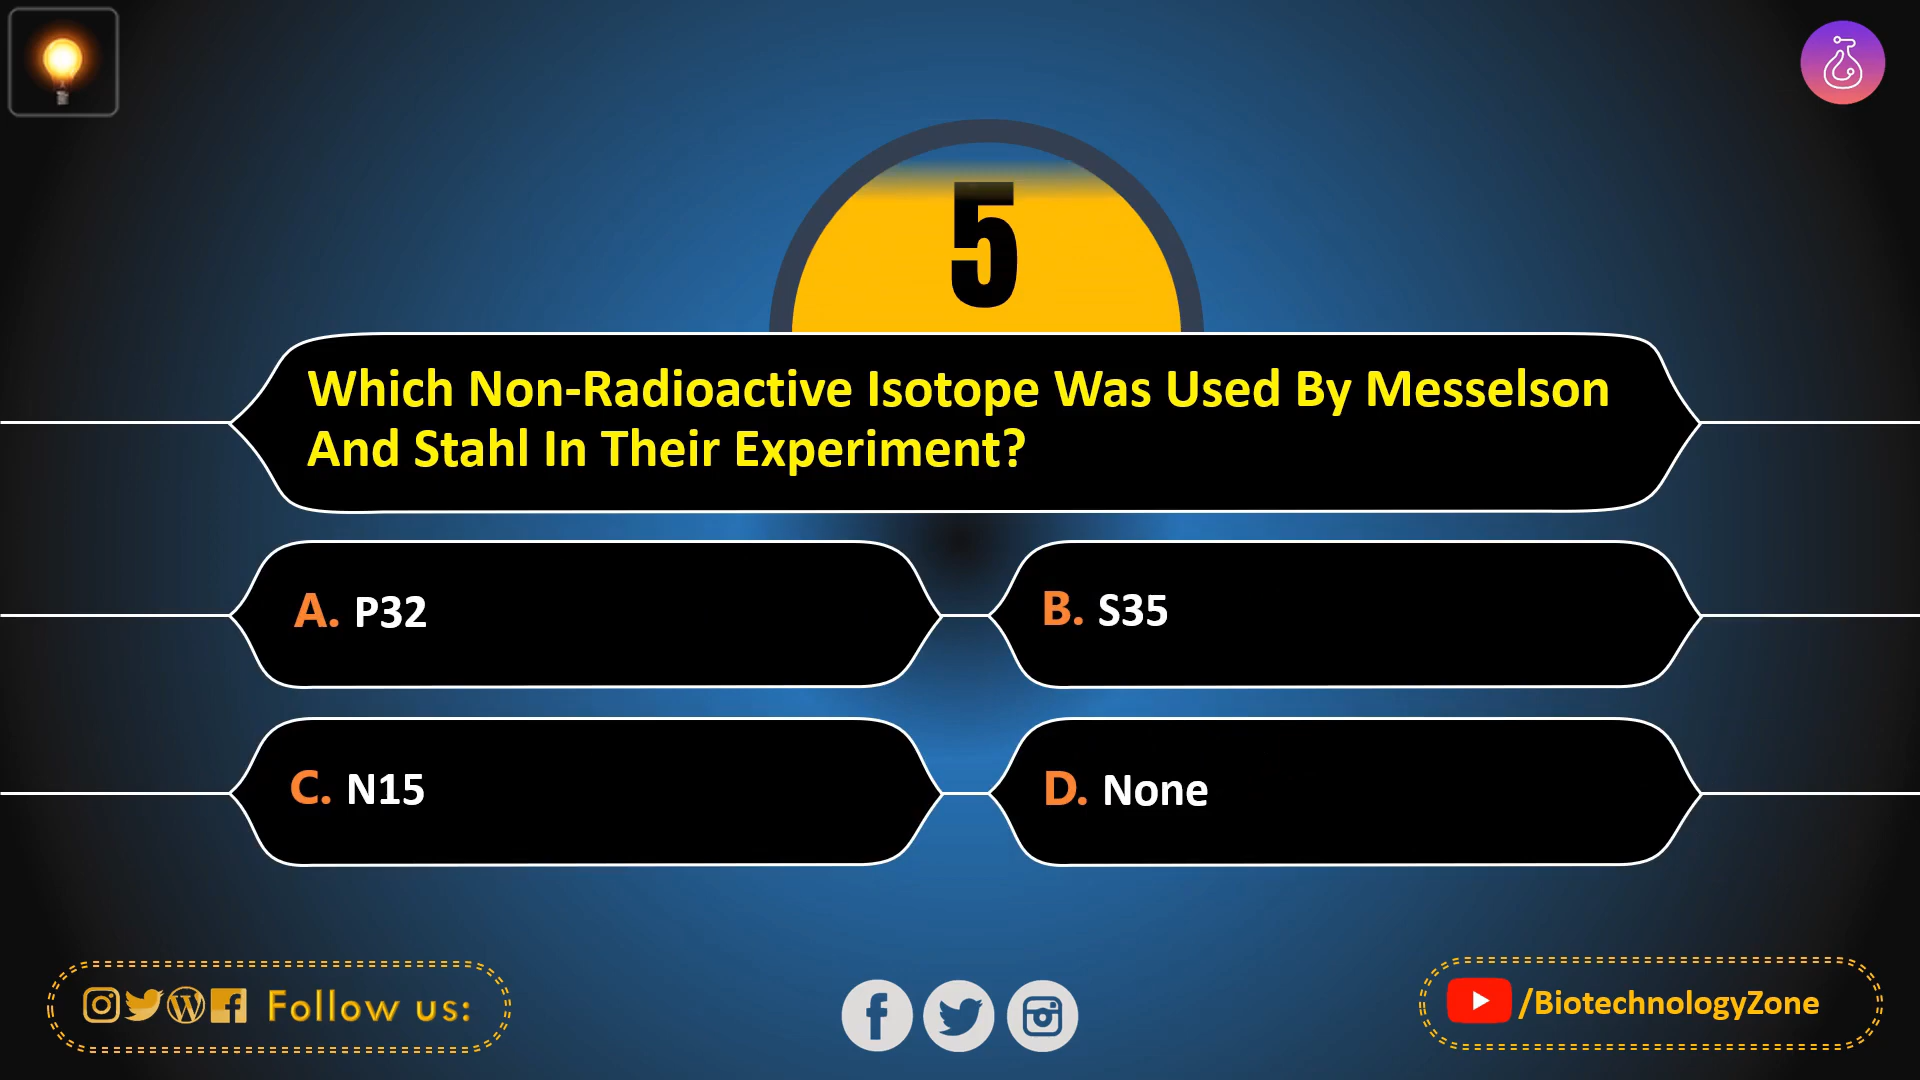 5
Which Non-Radioactive Isotope Was Used By Messelson
And Stahl In Their Experiment?
A. P32
B. S35
C. N15
D. None
Follow us:
/BiotechnologyZone